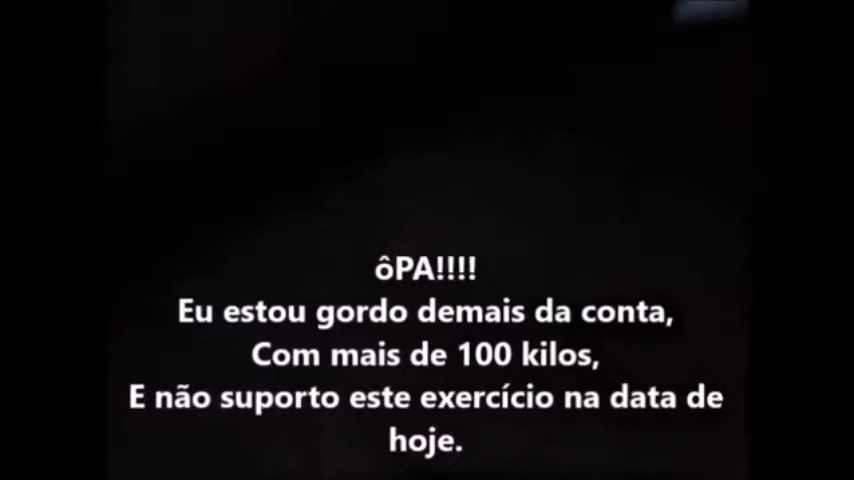 ôPA!!!!
Eu estou gordo demais da conta,
Com mais de 100 kilos,
E não suporto este exercício na data de
hoje.